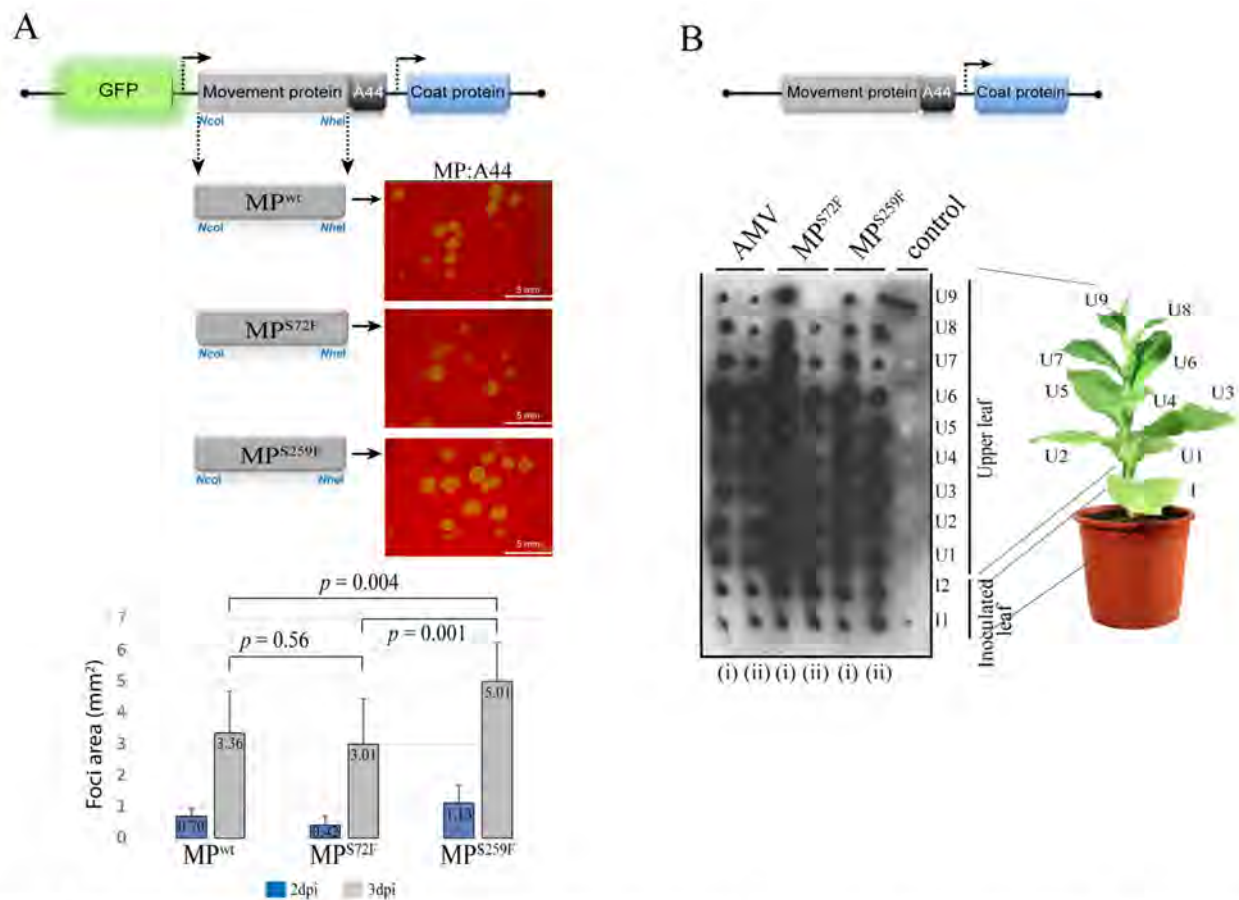 A
GFP
Movement protein
A44
Coat protein
NcoI
NheI
MP:A44
MPwt
NcoI
NheI
5 mm
MPS72F
NcoI
NheI
5 mm
MPS259F
NcoI
NheI
5 mm
p = 0.004
p = 0.001
p = 0.56
Foci area (mm²)
7
6
5
4
3
2
1
0
0.70
3.36
0.42
3.01
1.13
5.01
MPwt
MPS72F
MPS259F
2dpi
3dpi
B
Movement protein
A44
Coat protein
AMV
MPS72F
MPS259F
control
U9
U8
U7
U6
U5
U4
U3
U2
U1
I2
I1
Upper leaf
Inoculated
leaf
(i) (ii) (i) (ii) (i) (ii)
U9
U8
U7
U6
U5
U4
U3
U2
U1
I